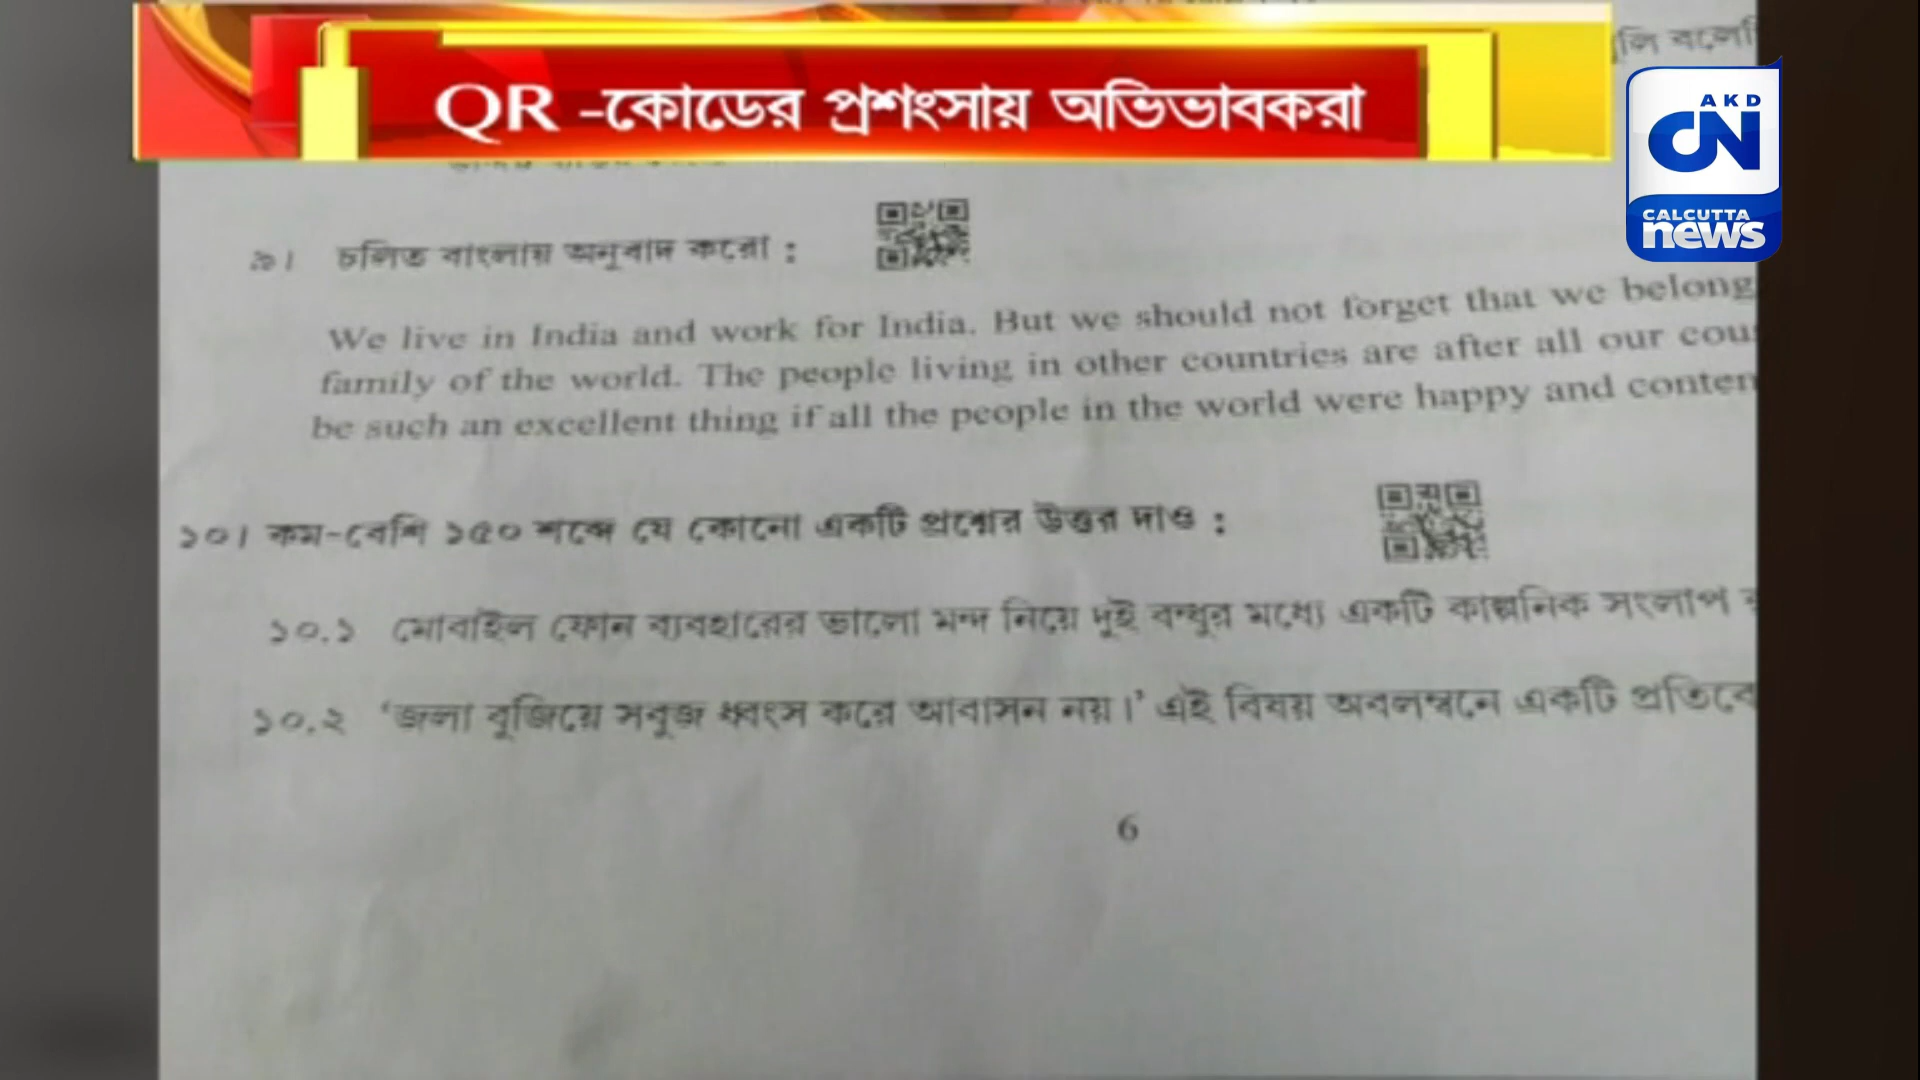 QR -কোডের প্রশংসায় অভিভাবকরা
AKD
CN
CALCUTTA
news
৯। চলিত বাংলায় অনুবাদ করো :
We live in India and work for India. But we should not forget that we belong
family of the world. The people living in other countries are after all our
be such an excellent thing if all the people in the world were happy and
১০। কম-বেশি ১৫০ শব্দে যে কোনো একটি প্রশ্নের উত্তর দাও :
১০.১ মোবাইল ফোন ব্যবহারের ভালো মন্দ নিয়ে দুই বন্ধুর মধ্যে একটি কাল্পনিক সংলাপ
১০.২ ‘জলা বুজিয়ে সবুজ ধ্বংস করে আবাসন নয়।’ এই বিষয় অবলম্বনে একটি
6